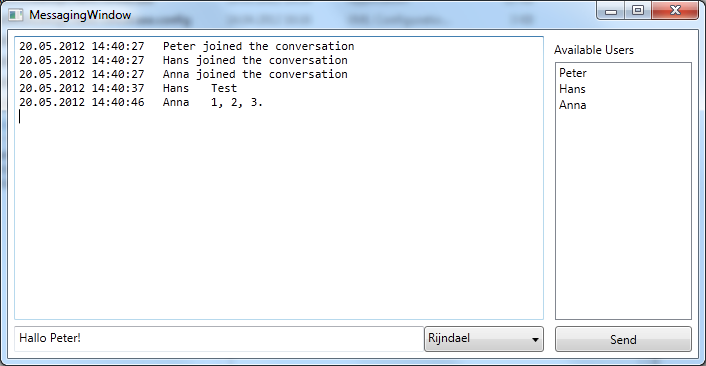 MessagingWindow
20.05.2012 14:40:27 Peter joined the conversation
20.05.2012 14:40:27 Hans joined the conversation
20.05.2012 14:40:27 Anna joined the conversation
20.05.2012 14:40:37 Hans Test
20.05.2012 14:40:46 Anna 1, 2, 3.
Available Users
Peter
Hans
Anna
Hallo Peter!
Rijndael
Send